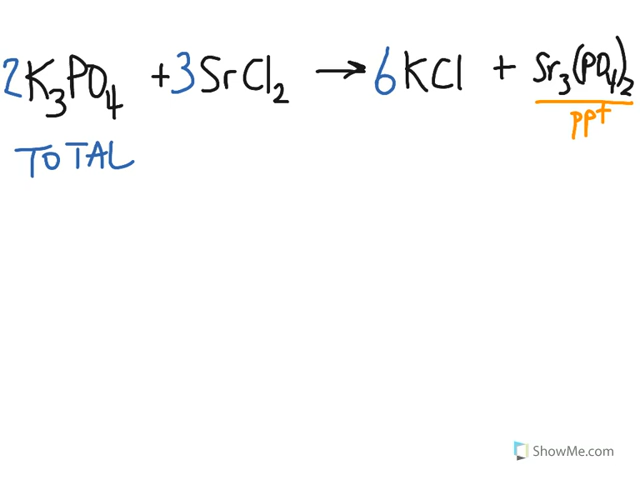 2K₃PO₄ + 3SrCl₂ → 6KCl + Sr₃(PO₄)₂
ppt
TOTAL
ShowMe.com